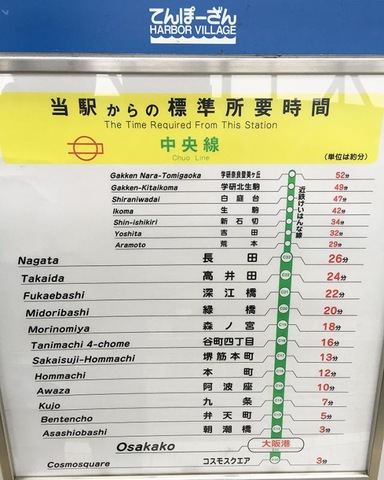 てんぽーざん
HARBOR VILLAGE
当駅からの標準所要時間
The Time Required From This Station
中央線
Chuo Line
(単位は約分)
Gakken Nara-Tomigaoka 学研奈良登美ヶ丘 52分
Gakken-Kitaikoma 学研北生駒 49分
Shiraniwadai 白庭台 47分
Ikoma 生駒 42分
Shin-ishikiri 新石切 34分
Yoshita 吉田 32分
Aramoto 荒本 29分
近鉄けいはんな線
Nagata 長田 26分
Takaida 高井田 24分
Fukaebashi 深江橋 22分
Midoribashi 緑橋 20分
Morinomiya 森ノ宮 18分
Tanimachi 4-chome 谷町四丁目 16分
Sakaisuji-Hommachi 堺筋本町 13分
Hommachi 本町 12分
Awaza 阿波座 10分
Kujo 九条 7分
Bentencho 弁天町 5分
Asashiobashi 朝潮橋 3分
Osakako 大阪港
Cosmosquare コスモスクエア 3分